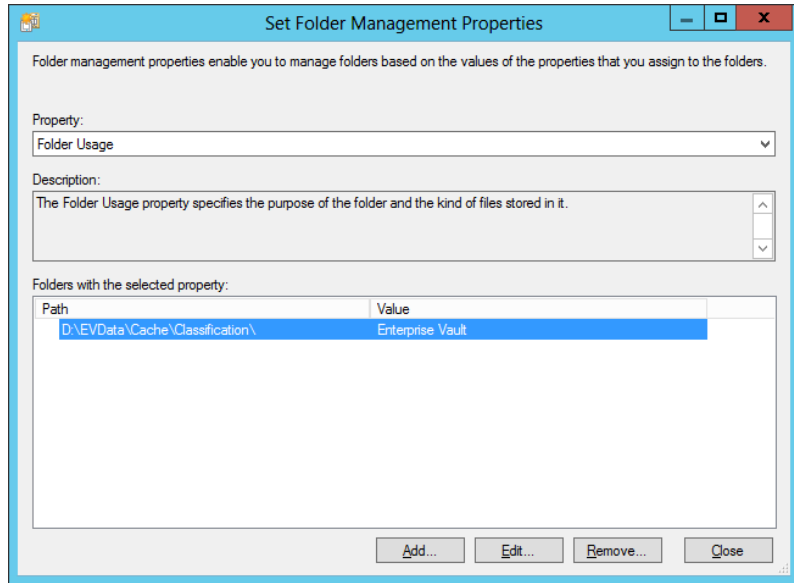 Set Folder Management Properties
Folder management properties enable you to manage folders based on the values of the properties that you assign to the folders.
Property:
Folder Usage
Description:
The Folder Usage property specifies the purpose of the folder and the kind of files stored in it.
Folders with the selected property:
Path Value
D:\EVData\Cache\Classification\ Enterprise Vault
Add... Edit... Remove... Close